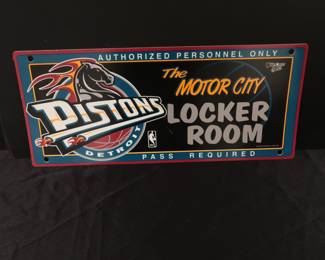 AUTHORIZED PERSONNEL ONLY
The
MOTOR CITY
PISTONS
LOCKER
DETROIT
ROOM
PASS REQUIRED